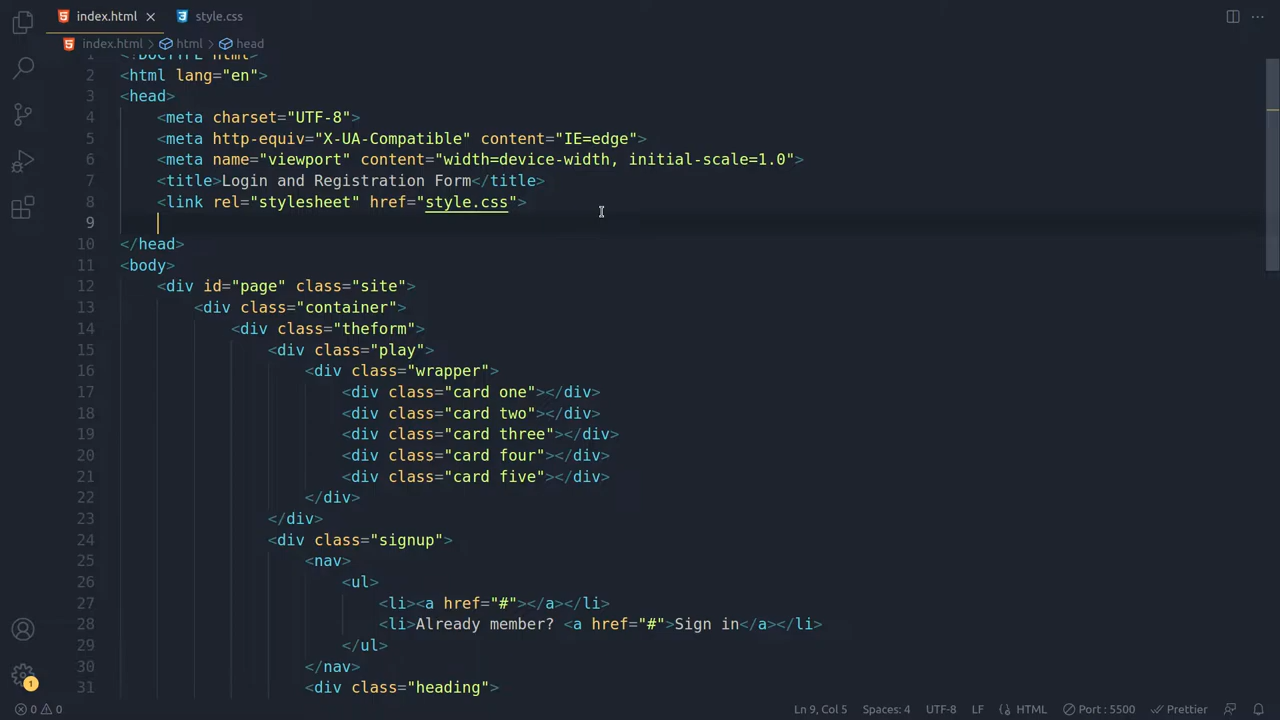 index.html style.css
index.html > html > head
1 <!DOCTYPE html>
2 <html lang="en">
3 <head>
4 <meta charset="UTF-8">
5 <meta http-equiv="X-UA-Compatible" content="IE=edge">
6 <meta name="viewport" content="width=device-width, initial-scale=1.0">
7 <title>Login and Registration Form</title>
8 <link rel="stylesheet" href="style.css">
9
10 </head>
11 <body>
12 <div id="page" class="site">
13 <div class="container">
14 <div class="theform">
15 <div class="play">
16 <div class="wrapper">
17 <div class="card one"></div>
18 <div class="card two"></div>
19 <div class="card three"></div>
20 <div class="card four"></div>
21 <div class="card five"></div>
22 </div>
23 </div>
24 <div class="signup">
25 <nav>
26 <ul>
27 <li><a href="#"></a></li>
28 <li>Already member? <a href="#">Sign in</a></li>
29 </ul>
30 </nav>
31 <div class="heading">
1
0 0 Ln 9, Col 5 Spaces: 4 UTF-8 LF HTML Port : 5500 Prettier